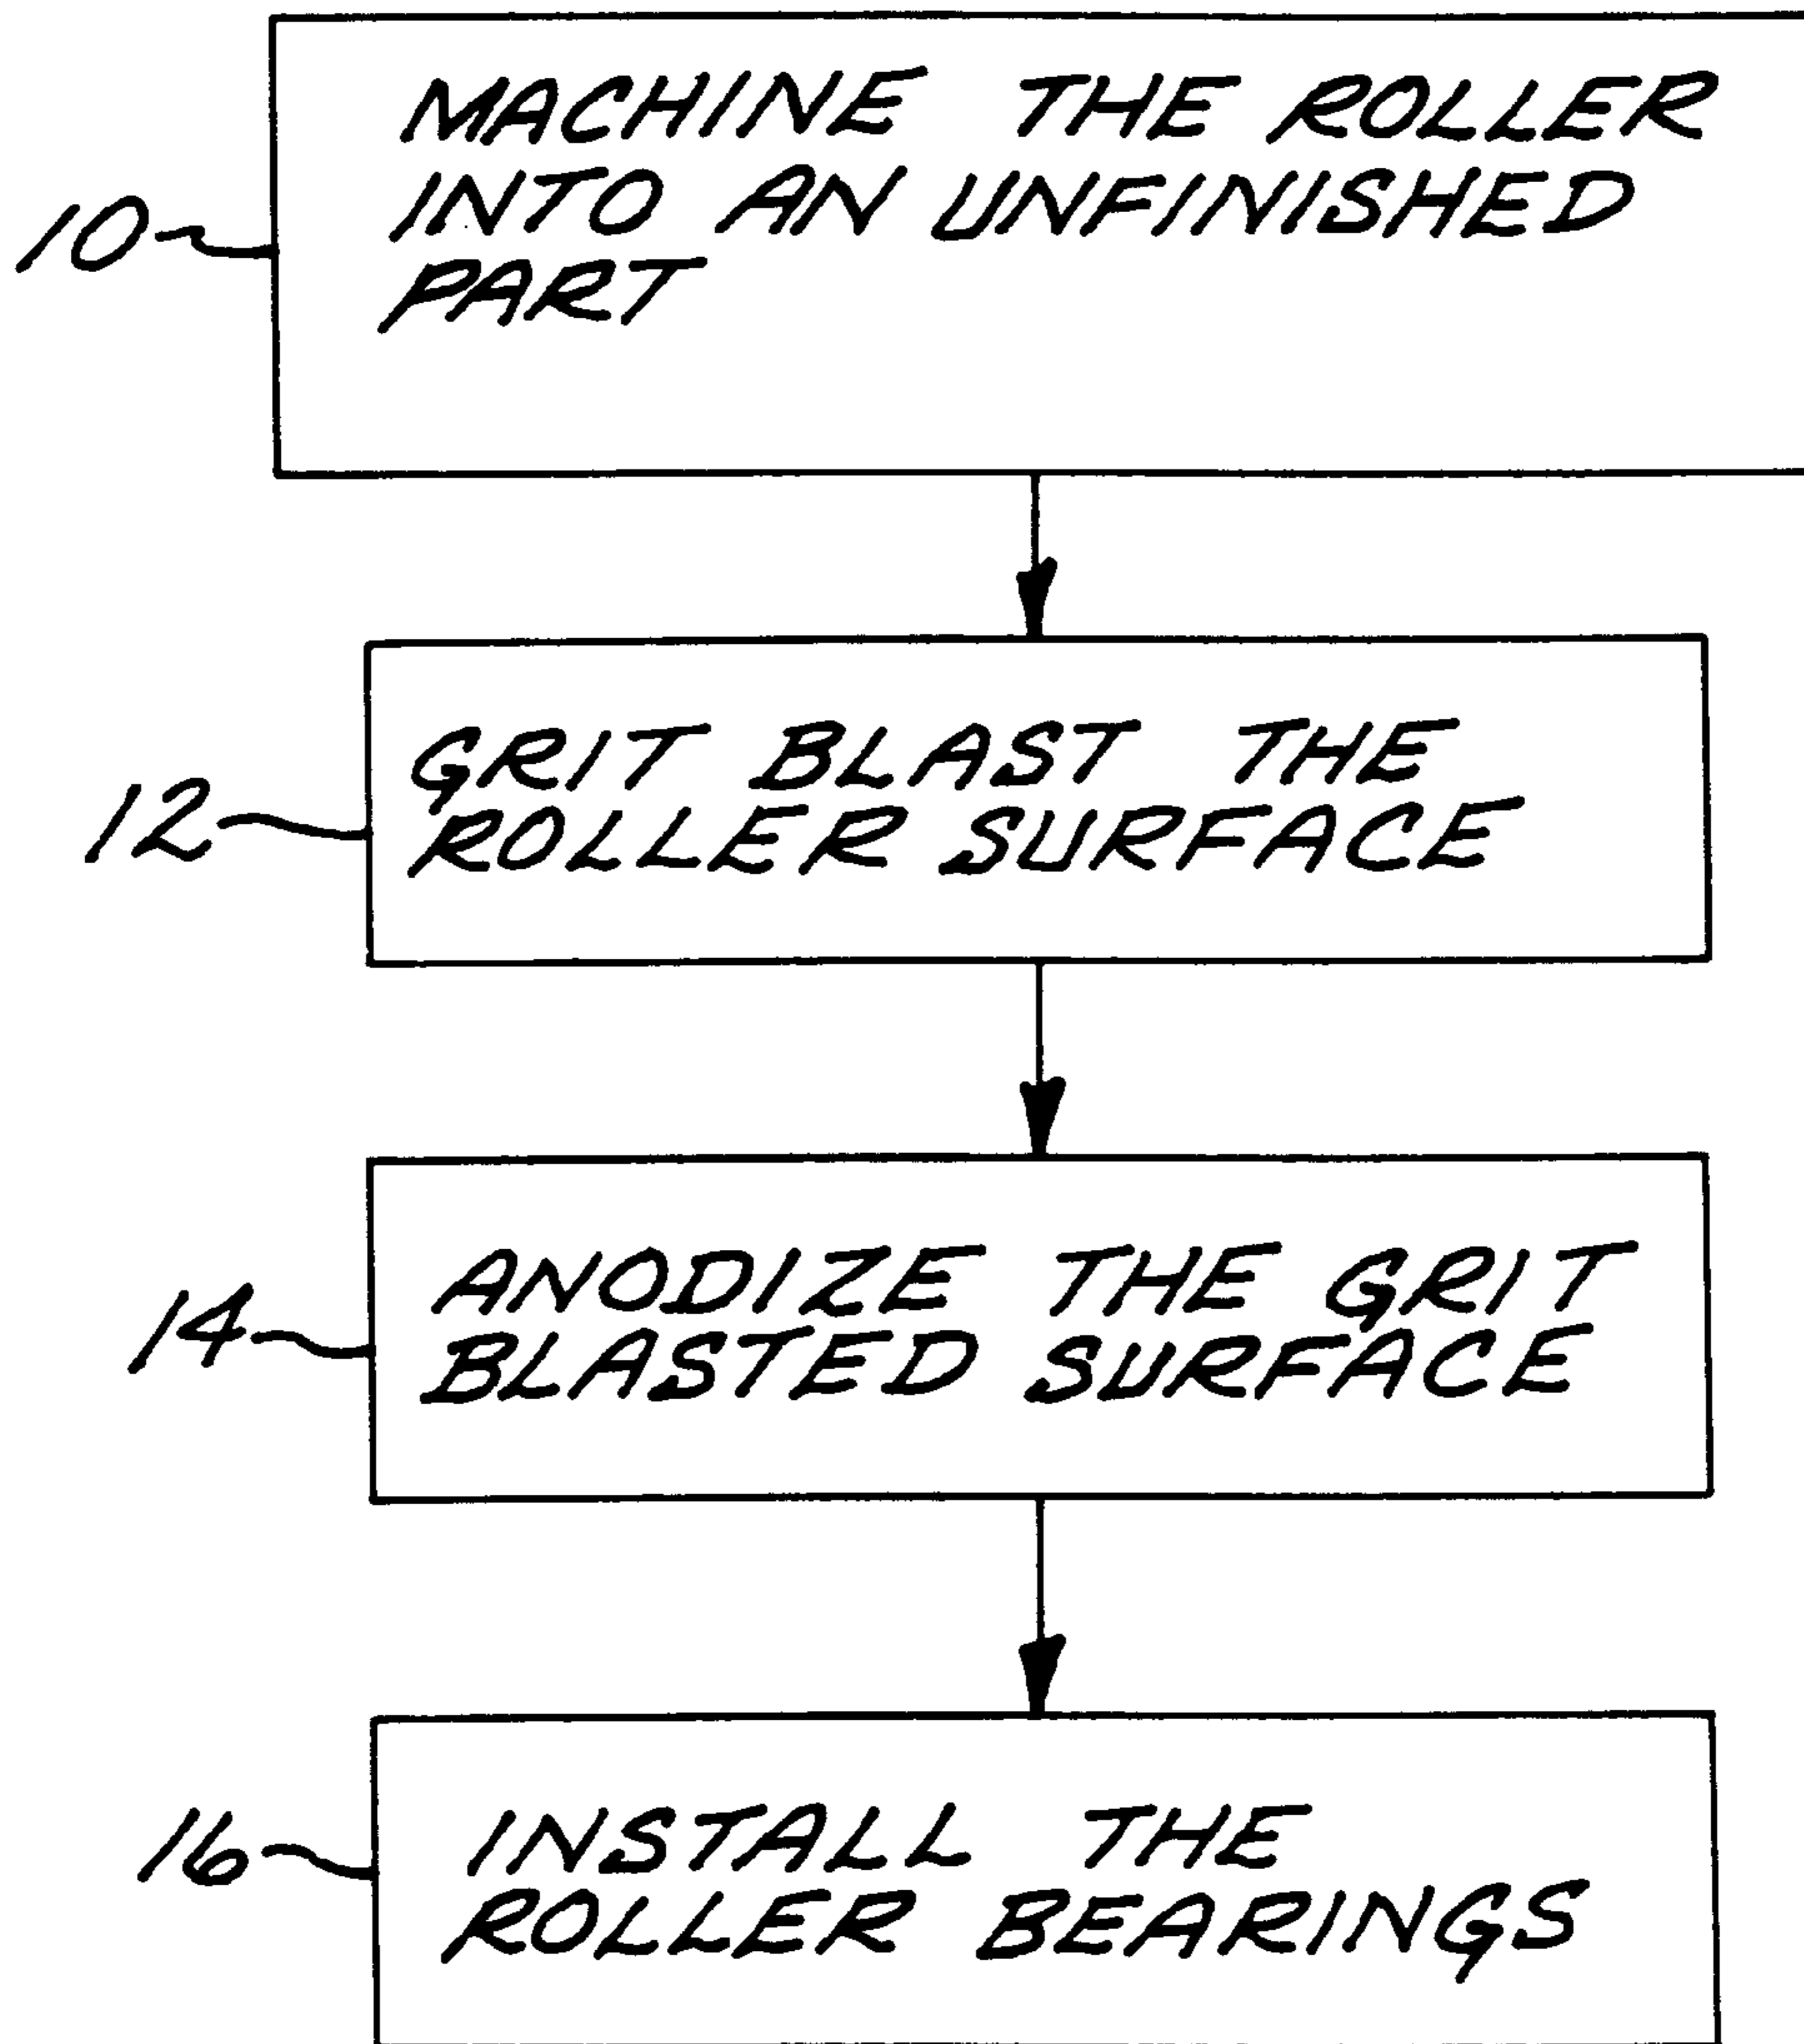 MACHINE THE ROLLER
INTO AN UNFINISHED
PART
10
GRIT BLAST THE
ROLLER SURFACE
12
ANODIZE THE GRIT
BLASTED SURFACE
14
INSTALL THE
ROLLER BEARINGS
16